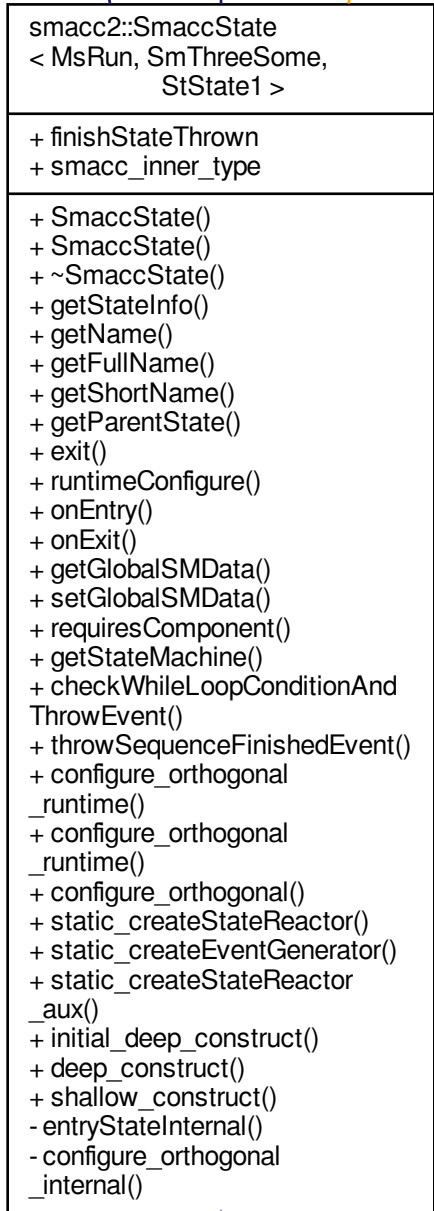 smacc2::SmaccState
< MsRun, SmThreeSome,
StState1 >
+ finishStateThrown
+ smacc_inner_type
+ SmaccState()
+ SmaccState()
+ ~SmaccState()
+ getStateInfo()
+ getName()
+ getFullName()
+ getShortName()
+ getParentState()
+ exit()
+ runtimeConfigure()
+ onEntry()
+ onExit()
+ getGlobalSMData()
+ setGlobalSMData()
+ requiresComponent()
+ getStateMachine()
+ checkWhileLoopConditionAnd
ThrowEvent()
+ throwSequenceFinishedEvent()
+ configure_orthogonal
_runtime()
+ configure_orthogonal
_runtime()
+ configure_orthogonal()
+ static_createStateReactor()
+ static_createEventGenerator()
+ static_createStateReactor
_aux()
+ initial_deep_construct()
+ deep_construct()
+ shallow_construct()
- entryStateInternal()
- configure_orthogonal
_internal()